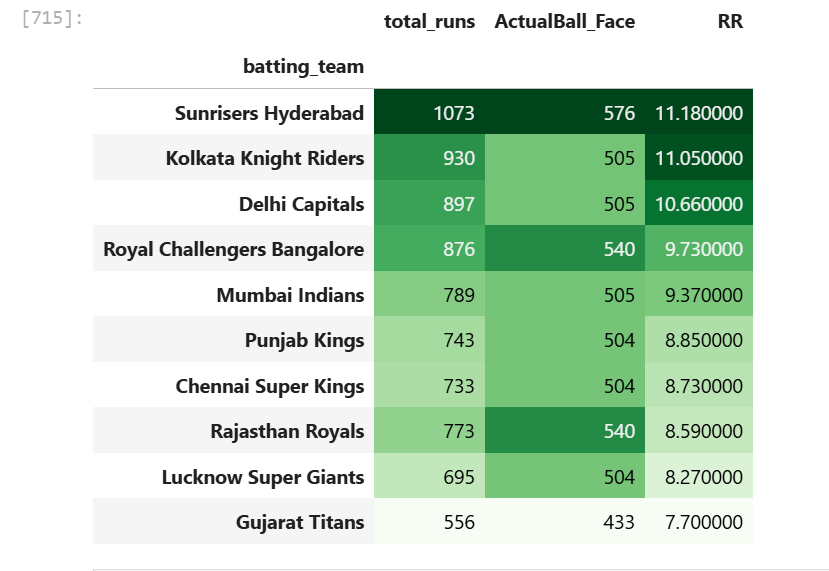 [715]:
total_runs ActualBall_Face RR
batting_team
Sunrisers Hyderabad 1073 576 11.180000
Kolkata Knight Riders 930 505 11.050000
Delhi Capitals 897 505 10.660000
Royal Challengers Bangalore 876 540 9.730000
Mumbai Indians 789 505 9.370000
Punjab Kings 743 504 8.850000
Chennai Super Kings 733 504 8.730000
Rajasthan Royals 773 540 8.590000
Lucknow Super Giants 695 504 8.270000
Gujarat Titans 556 433 7.700000